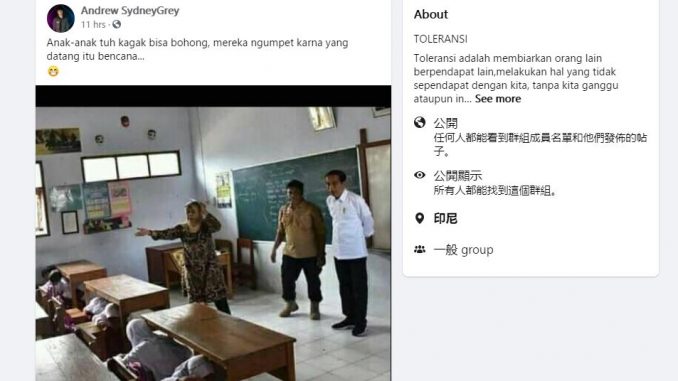 Andrew SydneyGrey
11 hrs ·
Anak-anak tuh kagak bisa bohong, mereka ngumpet karna yang
datang itu bencana...
About
TOLERANSI
Toleransi adalah membiarkan orang lain
berpendapat lain,melakukan hal yang tidak
sependapat dengan kita, tanpa kita ganggu
ataupun in... See more
公開
任何人都能看到群組成員名單和他們發佈的帖
子。
公開顯示
所有人都能找到這個群組。
印尼
一般 group